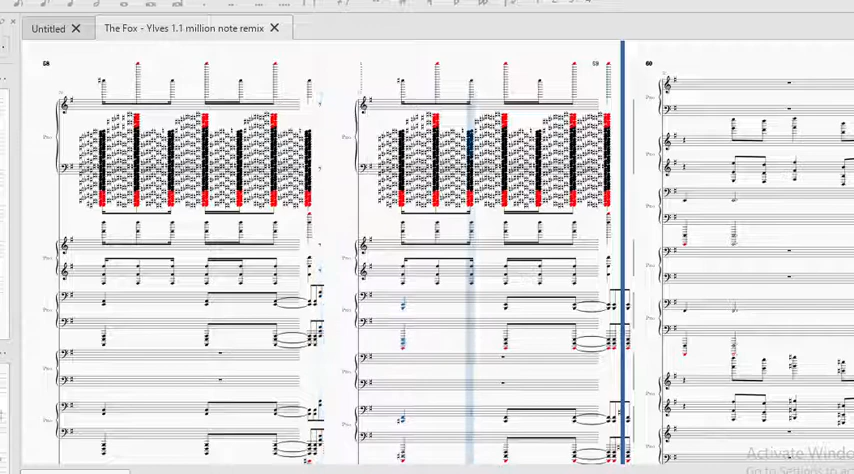 Untitled
The Fox - Ylves 1.1 million note remix
58
59
60
Activate Windo
Go to Settings to a